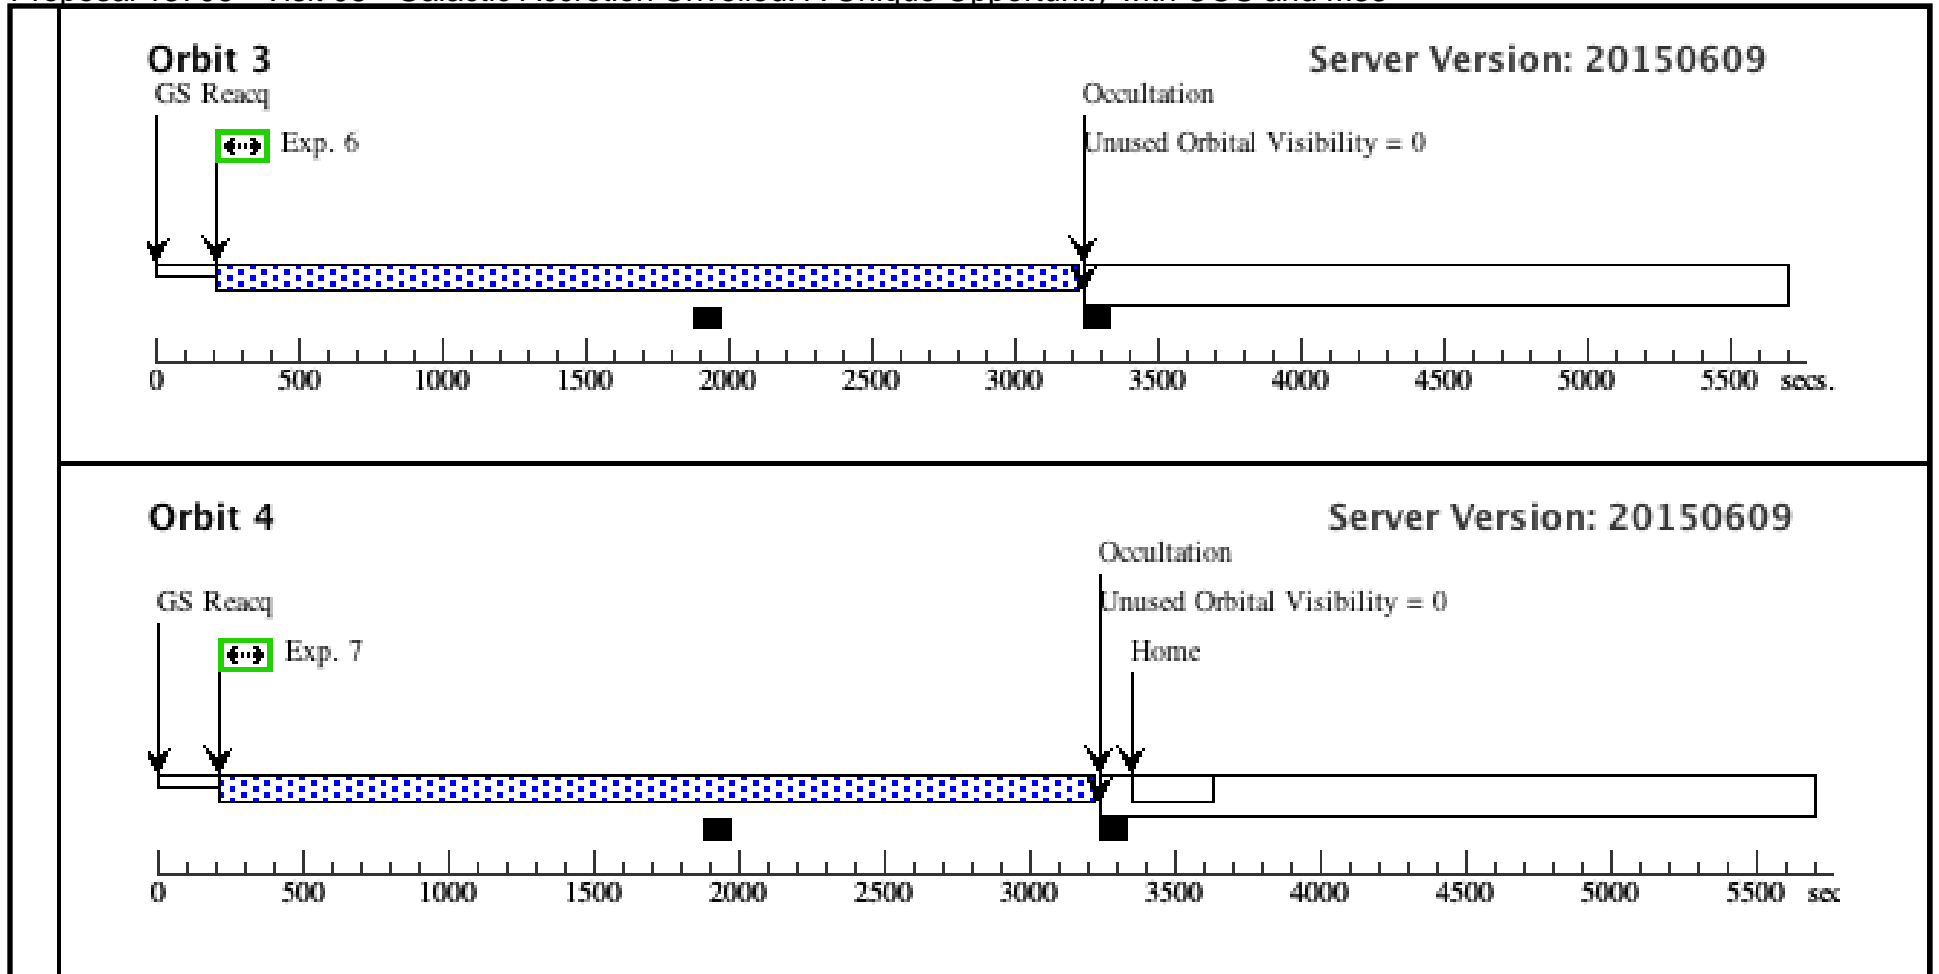 Orbit 3
Server Version: 20150609
GS Reacq
Occultation
Exp. 6
Unused Orbital Visibility = 0
0 500 1000 1500 2000 2500 3000 3500 4000 4500 5000 5500 secs.
Orbit 4
Server Version: 20150609
Occultation
GS Reacq
Unused Orbital Visibility = 0
Exp. 7
Home
0 500 1000 1500 2000 2500 3000 3500 4000 4500 5000 5500 sec